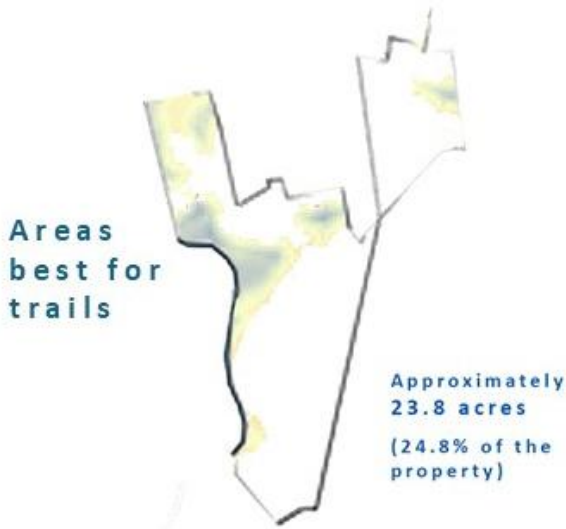 Areas
best for
trails
Approximately
23.8 acres
(24.8% of the
property)